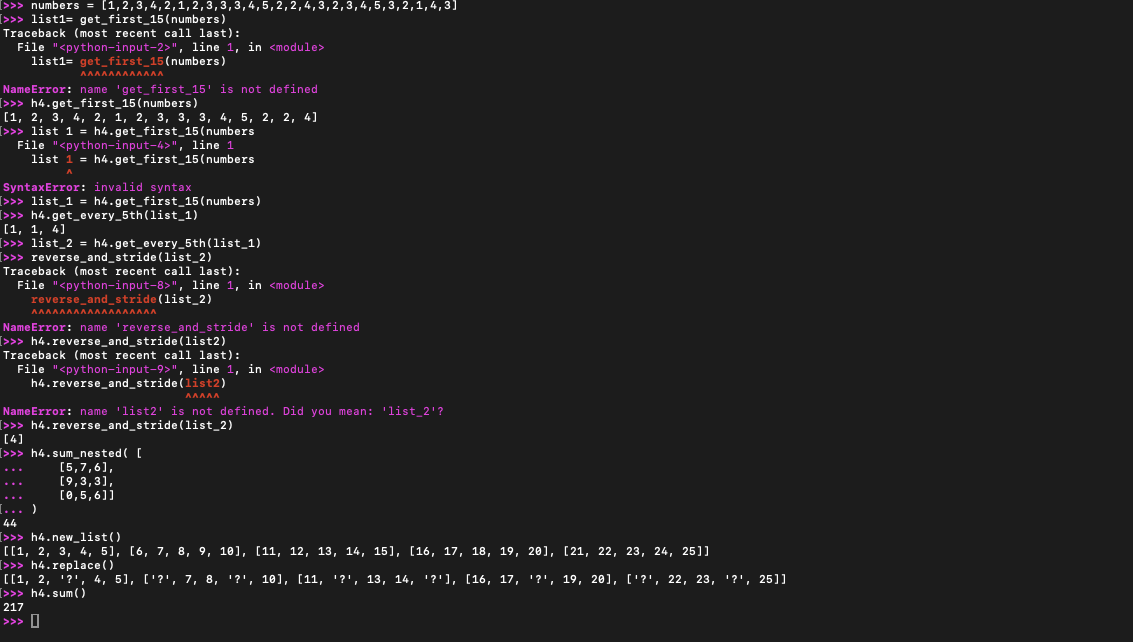 [>>> numbers = [1,2,3,4,2,1,2,3,3,3,4,5,2,2,4,3,2,3,4,5,3,2,1,4,3]
[>>> list1= get_first_15(numbers)
Traceback (most recent call last):
  File "<python-input-2>", line 1, in <module>
    list1= get_first_15(numbers)
           ^^^^^^^^^^^^
NameError: name 'get_first_15' is not defined
[>>> h4.get_first_15(numbers)
[1, 2, 3, 4, 2, 1, 2, 3, 3, 3, 4, 5, 2, 2, 4]
[>>> list 1 = h4.get_first_15(numbers
  File "<python-input-4>", line 1
    list 1 = h4.get_first_15(numbers
         ^
SyntaxError: invalid syntax
[>>> list_1 = h4.get_first_15(numbers)
[>>> h4.get_every_5th(list_1)
[1, 1, 4]
[>>> list_2 = h4.get_every_5th(list_1)
[>>> reverse_and_stride(list_2)
Traceback (most recent call last):
  File "<python-input-8>", line 1, in <module>
    reverse_and_stride(list_2)
    ^^^^^^^^^^^^^^^^^^
NameError: name 'reverse_and_stride' is not defined
[>>> h4.reverse_and_stride(list2)
Traceback (most recent call last):
  File "<python-input-9>", line 1, in <module>
    h4.reverse_and_stride(list2)
                          ^^^^^
NameError: name 'list2' is not defined. Did you mean: 'list_2'?
[>>> h4.reverse_and_stride(list_2)
[4]
[>>> h4.sum_nested( [
...     [5,7,6],
...     [9,3,3],
...     [0,5,6]]
[... )
44
[>>> h4.new_list()
[[1, 2, 3, 4, 5], [6, 7, 8, 9, 10], [11, 12, 13, 14, 15], [16, 17, 18, 19, 20], [21, 22, 23, 24, 25]]
[>>> h4.replace()
[[1, 2, '?', 4, 5], ['?', 7, 8, '?', 10], [11, '?', 13, 14, '?'], [16, 17, '?', 19, 20], ['?', 22, 23, '?', 25]]
[>>> h4.sum()
217
>>>